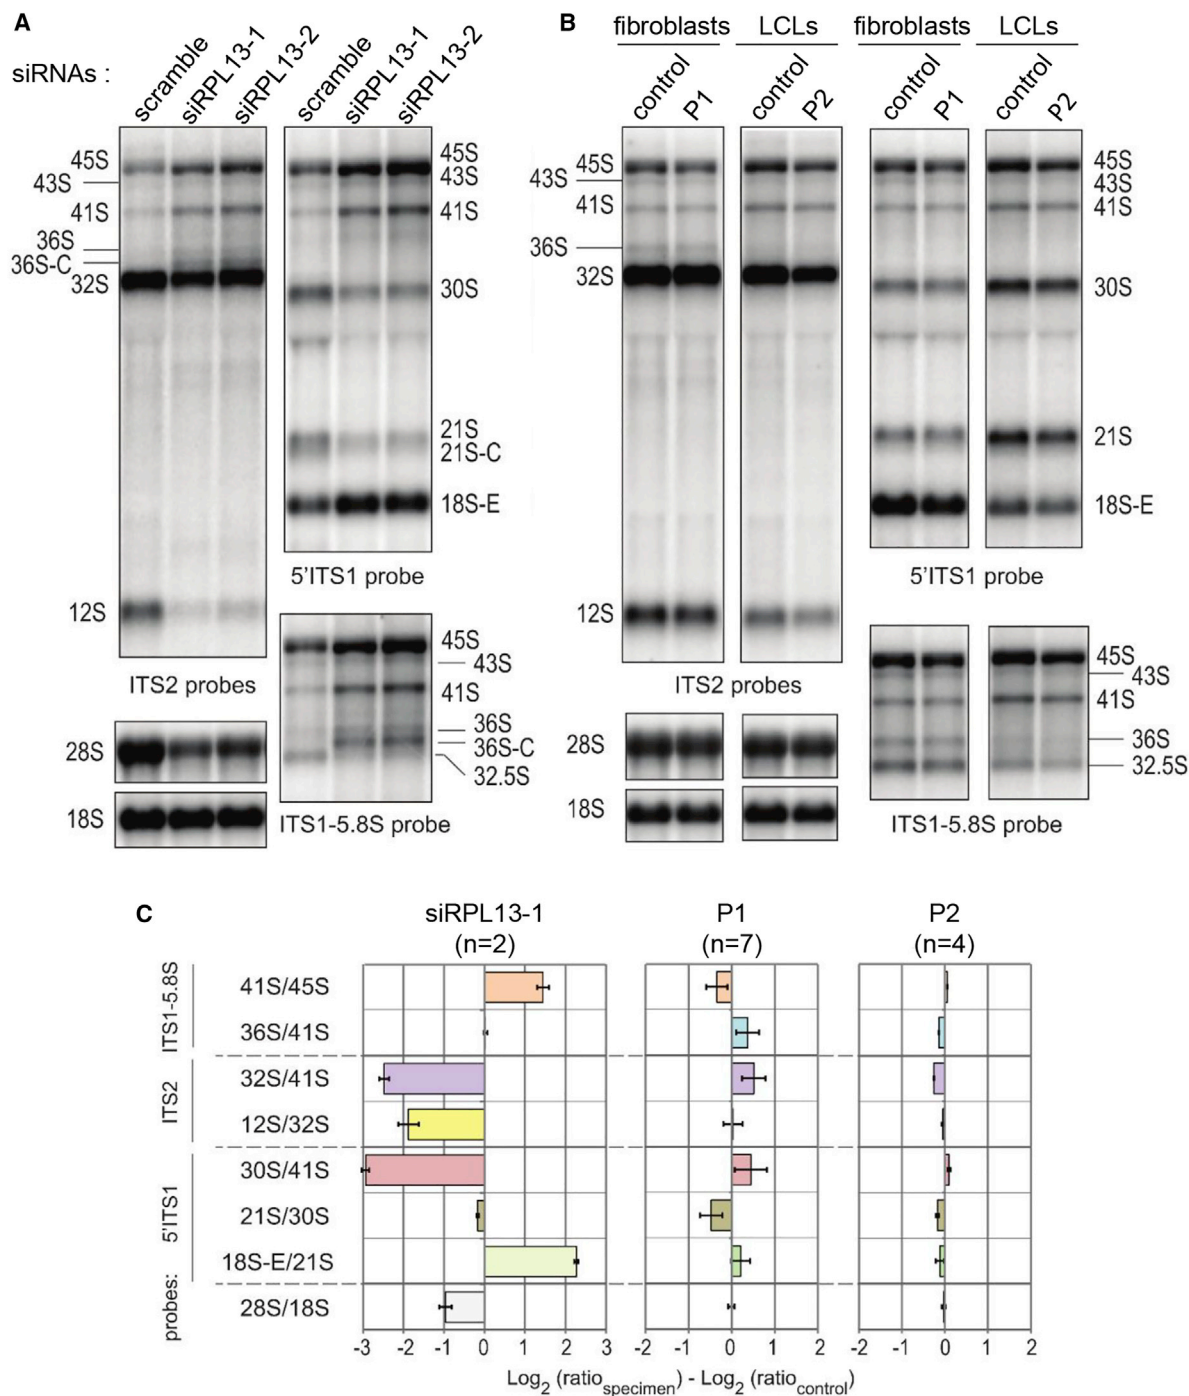 A
siRNAs :
scramble
siRPL13-1
siRPL13-2
scramble
siRPL13-1
siRPL13-2
45S
43S
41S
36S
36S-C
32S
12S
ITS2 probes
28S
18S
45S
43S
41S
30S
21S
21S-C
18S-E
5'ITS1 probe
45S
43S
41S
36S
36S-C
32.5S
ITS1-5.8S probe
B
fibroblasts
LCLs
fibroblasts
LCLs
control
P1
control
P2
control
P1
control
P2
45S
43S
41S
36S
32S
12S
ITS2 probes
28S
18S
45S
43S
41S
30S
21S
18S-E
5'ITS1 probe
45S
43S
41S
36S
32.5S
ITS1-5.8S probe
C
siRPL13-1
(n=2)
P1
(n=7)
P2
(n=4)
ITS1-5.8S
41S/45S
36S/41S
ITS2
32S/41S
12S/32S
5'ITS1
30S/41S
21S/30S
18S-E/21S
probes:
28S/18S
-3 -2 -1 0 1 2 3
-2 -1 0 1 2
-2 -1 0 1 2
Log2 (ratiospecimen) - Log2 (ratiocontrol)